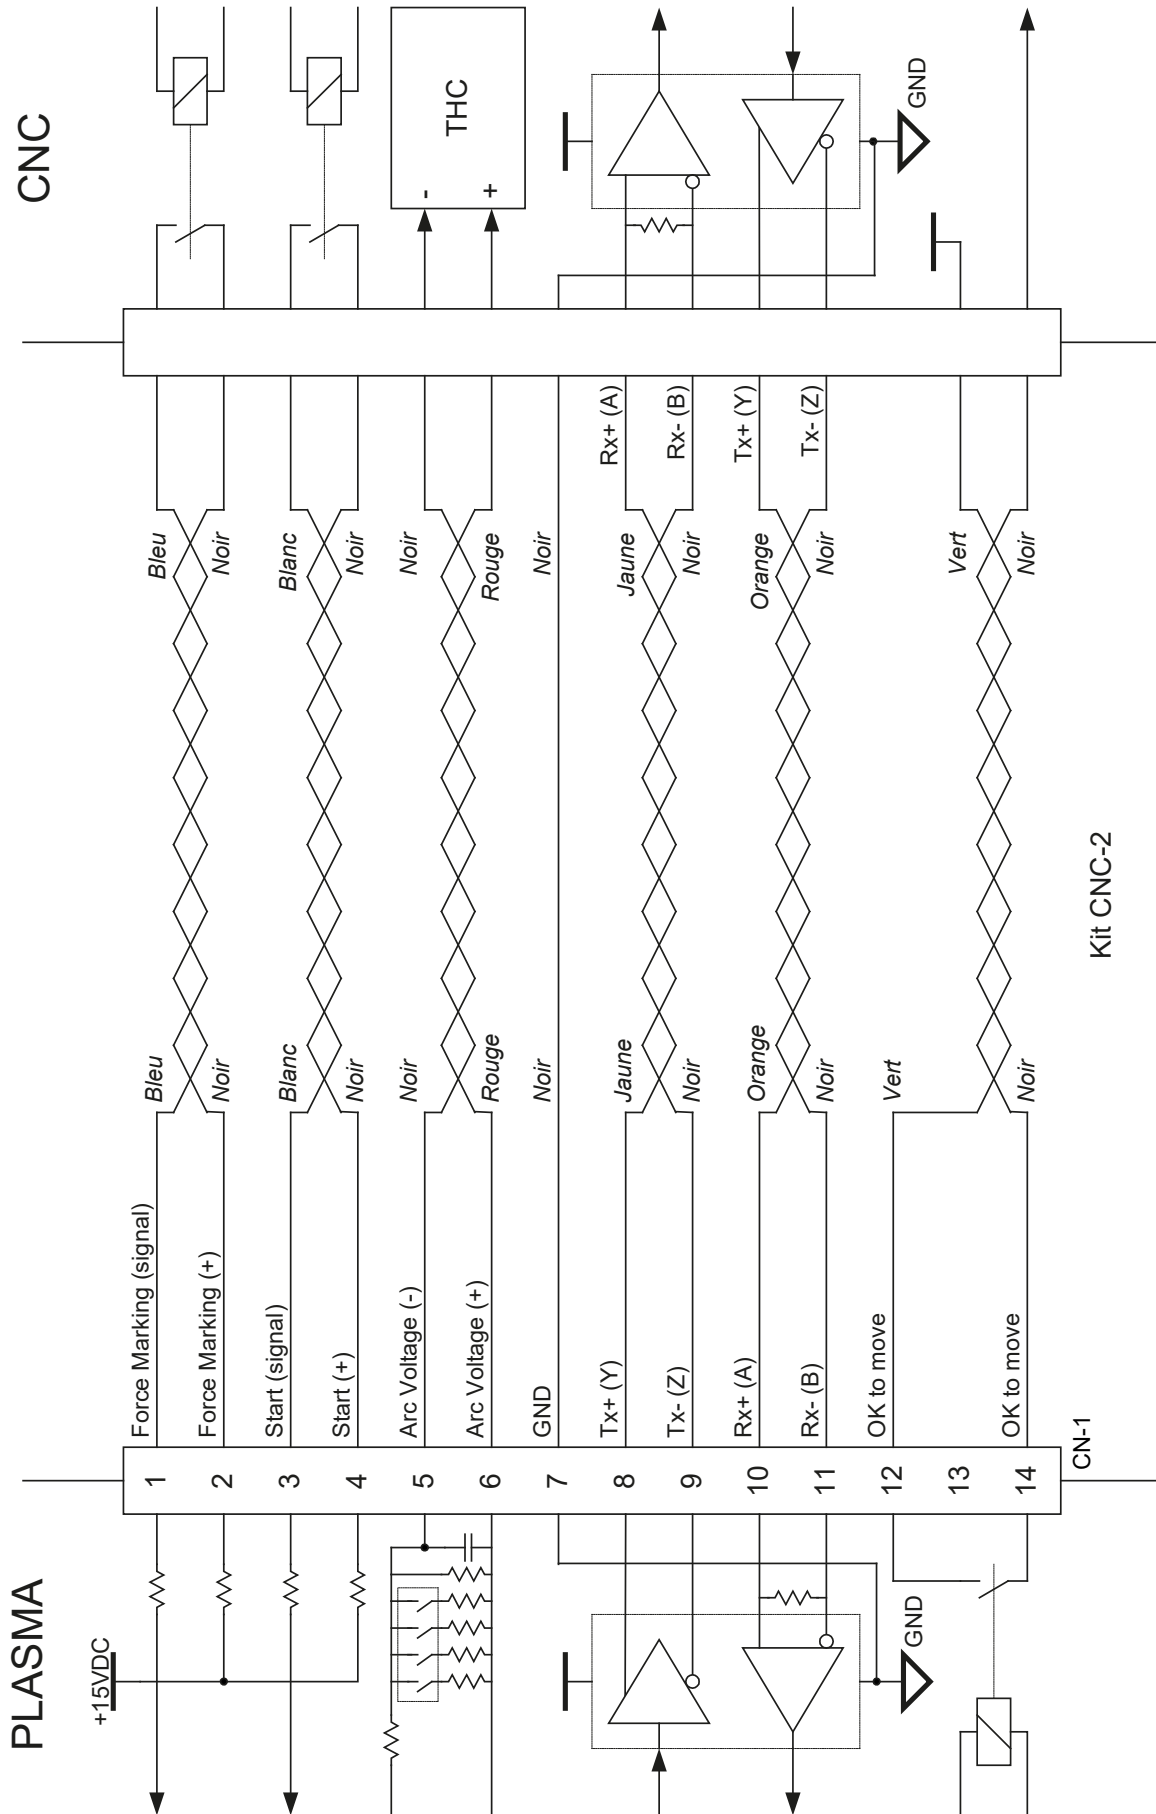 PLASMA
CNC
+15VDC
1
Force Marking (signal)
Bleu
Bleu
2
Force Marking (+)
Noir
Noir
3
Start (signal)
Blanc
Blanc
4
Start (+)
Noir
Noir
5
Arc Voltage (-)
Noir
Noir
-
THC
6
Arc Voltage (+)
Rouge
Rouge
+
7
GND
Noir
Noir
8
Tx+ (Y)
Jaune
Jaune
Rx+ (A)
9
Tx- (Z)
Noir
Noir
Rx- (B)
10
Rx+ (A)
Orange
Orange
Tx+ (Y)
11
Rx- (B)
Noir
Noir
Tx- (Z)
GND
12
OK to move
Vert
GND
13
Vert
14
OK to move
Noir
Noir
CN-1
Kit CNC-2